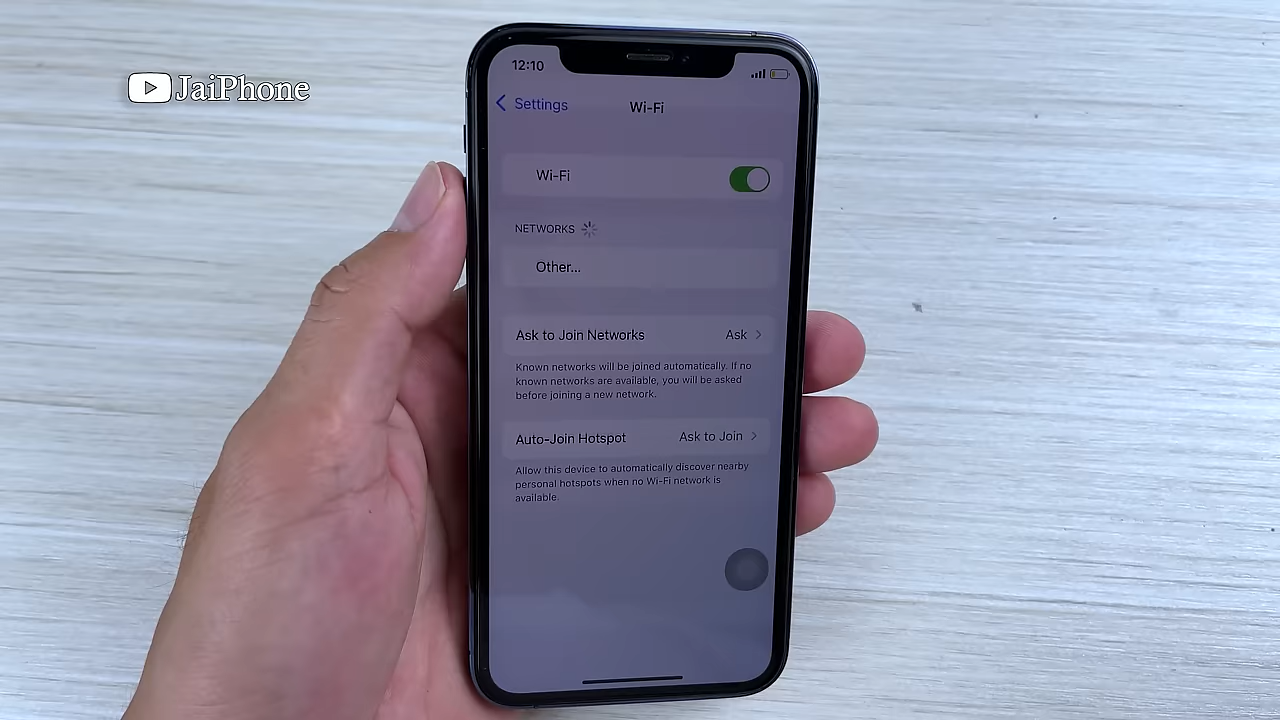 JaiPhone
12:10
Settings
Wi-Fi
Wi-Fi
NETWORKS
Other...
Ask to Join Networks Ask
Known networks will be joined automatically. If no
known networks are available, you will be asked
before joining a new network.
Auto-Join Hotspot Ask to Join
Allow this device to automatically discover nearby
personal hotspots when no Wi-Fi network is
available.